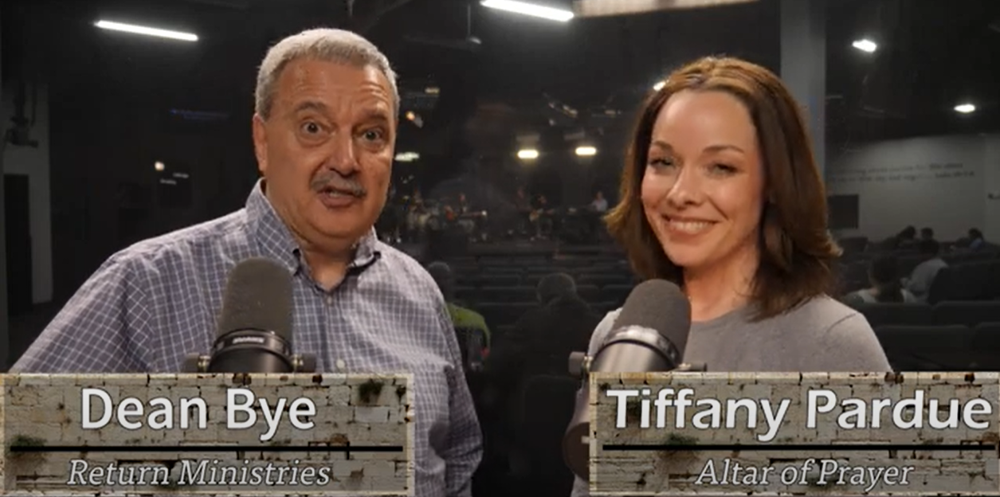 Dean Bye
Return Ministries
Tiffany Pardue
Altar of Prayer